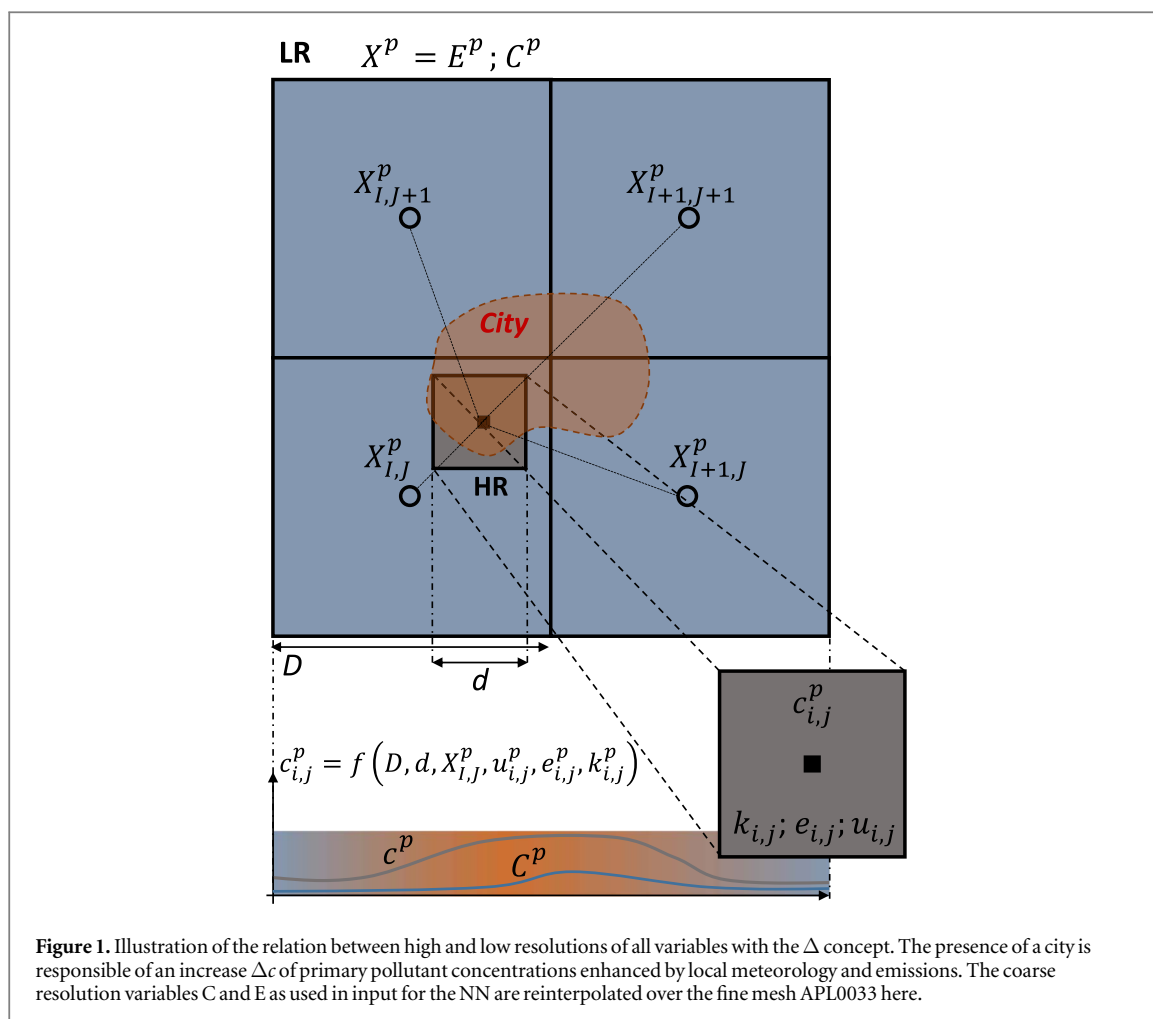 LR X^p = E^p ; C^p
X^p_{I,J+1} X^p_{I+1,J+1}
City
X^p_{I,J} X^p_{I+1,J}
HR
D
d
c^p_{i,j}
c^p_{i,j} = f(D, d, X^p_{I,J}, u^p_{i,j}, e^p_{i,j}, k^p_{i,j})
k_{i,j}; e_{i,j}; u_{i,j}
c^p C^p
Figure 1. Illustration of the relation between high and low resolutions of all variables with the Δ concept. The presence of a city is
responsible of an increase Δc of primary pollutant concentrations enhanced by local meteorology and emissions. The coarse
resolution variables C and E as used in input for the NN are reinterpolated over the fine mesh APL0033 here.